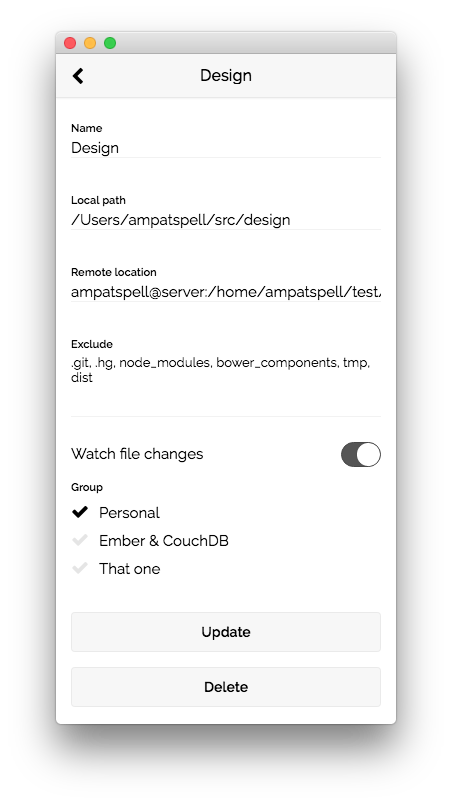 Design
Name
Design
Local path
/Users/ampatspell/src/design
Remote location
ampatspell@server:/home/ampatspell/test/
Exclude
.git, .hg, node_modules, bower_components, tmp,
dist
Watch file changes
Group
Personal
Ember & CouchDB
That one
Update
Delete